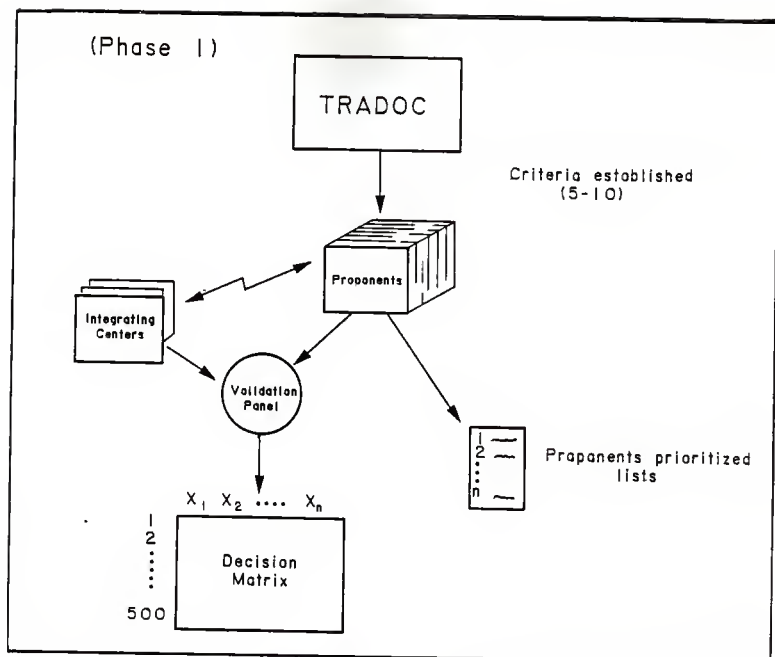 (Phase 1)
TRADOC
Criteria established
(5-10)
Proponents
Integrating
Centers
Validation
Panel
1
2
n
Proponents prioritized
lists
X1 X2 .... Xn
1
2
500
Decision
Matrix